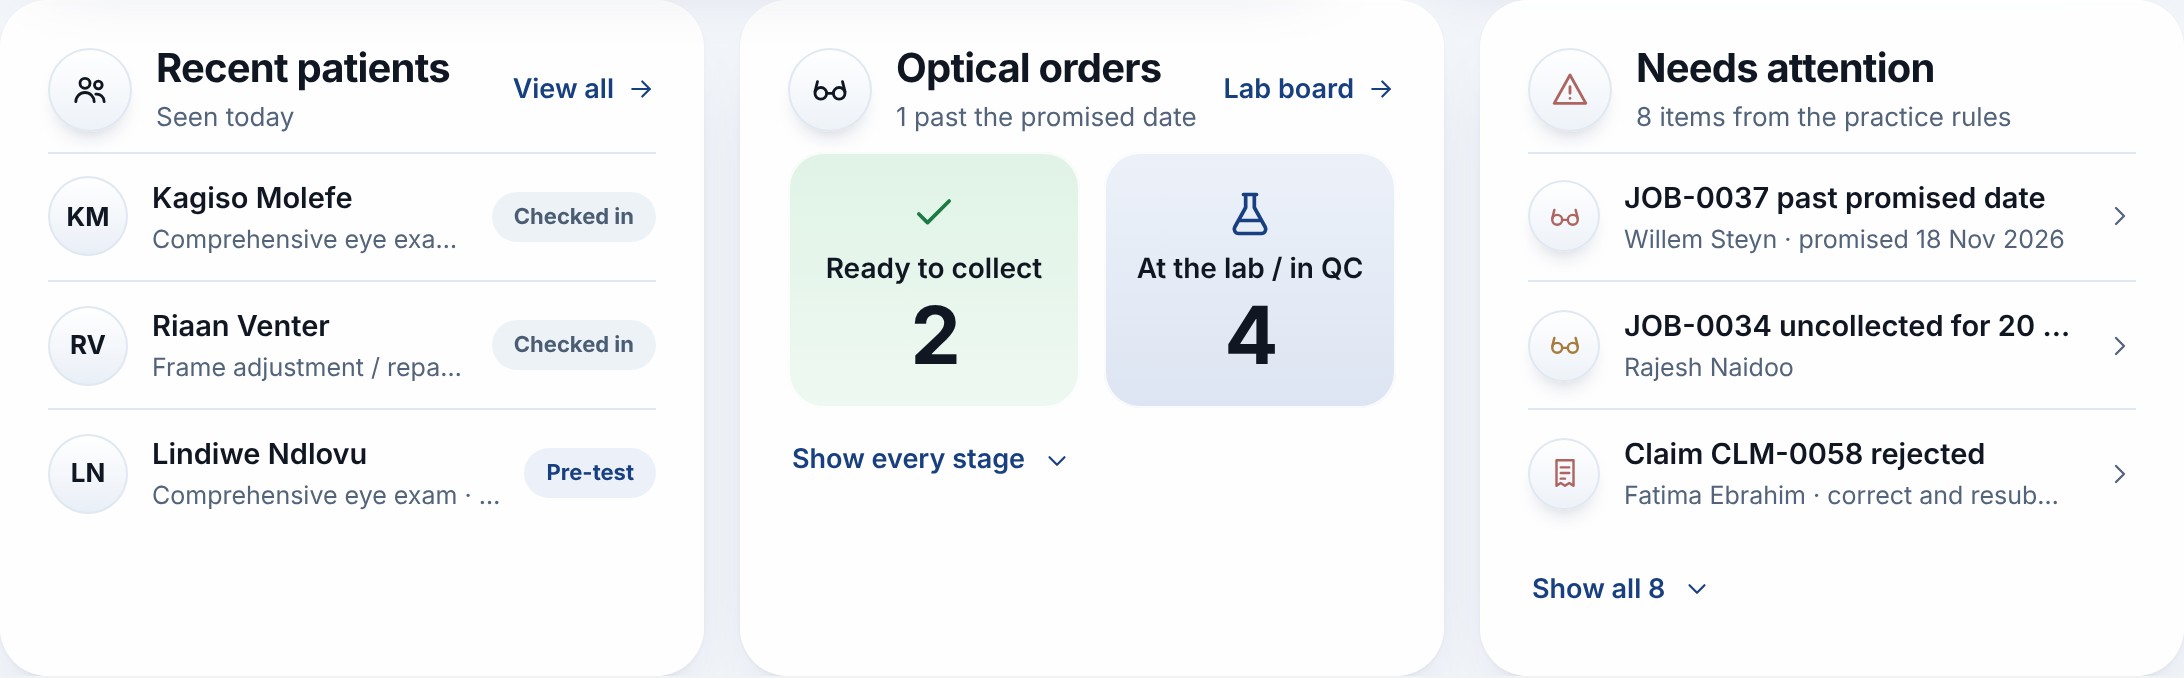 Recent patients
Seen today
View all
KM
Kagiso Molefe
Comprehensive eye exa...
Checked in
RV
Riaan Venter
Frame adjustment / repa...
Checked in
LN
Lindiwe Ndlovu
Comprehensive eye exam · ...
Pre-test
Optical orders
1 past the promised date
Lab board
Ready to collect
2
At the lab / in QC
4
Show every stage
Needs attention
8 items from the practice rules
JOB-0037 past promised date
Willem Steyn · promised 18 Nov 2026
JOB-0034 uncollected for 20 ...
Rajesh Naidoo
Claim CLM-0058 rejected
Fatima Ebrahim · correct and resub...
Show all 8